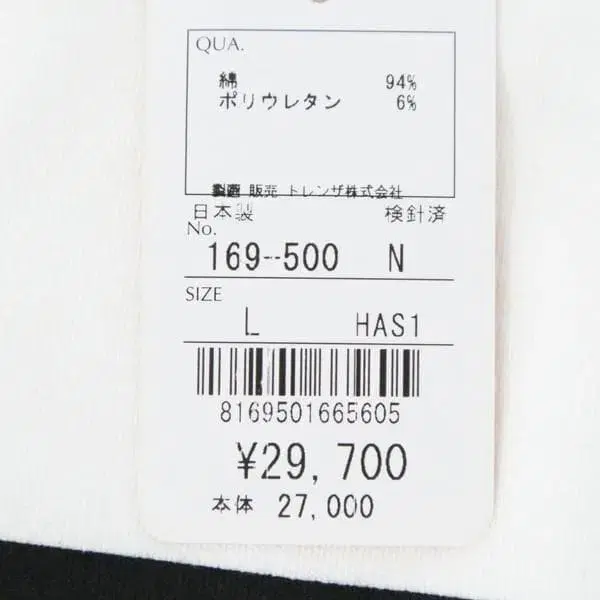 QUA.
綿 94%
ポリウレタン 6%
販売 トレンザ株式会社
日本製 検針済
No.
169-500 N
SIZE
L HAS1
8169501665605
¥29,700
本体 27,000